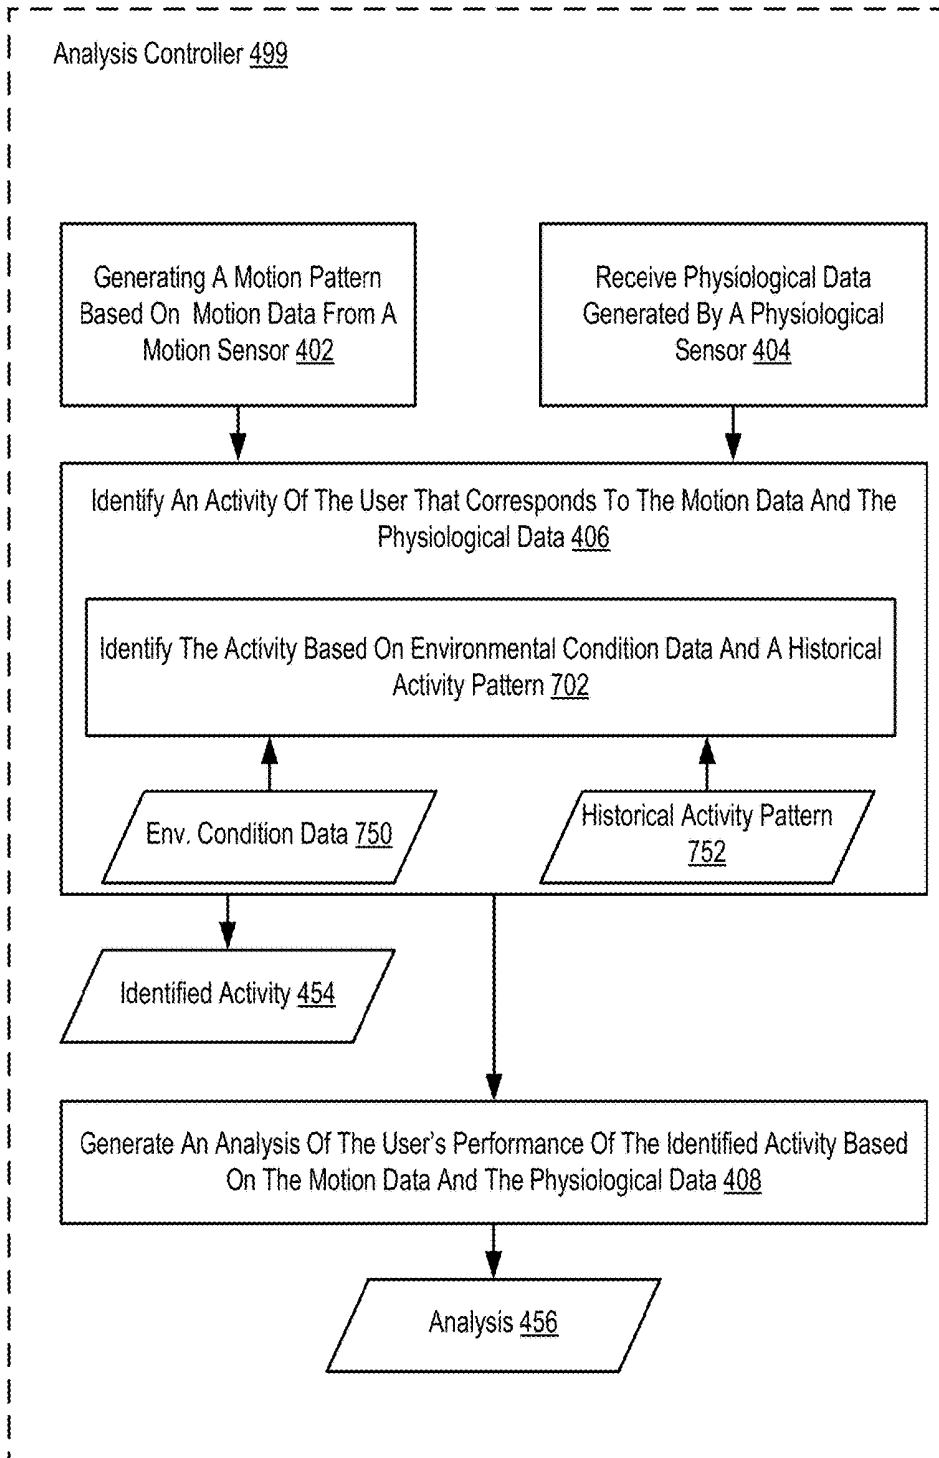 Analysis Controller 499
Generating A Motion Pattern
Based On Motion Data From A
Motion Sensor 402
Receive Physiological Data
Generated By A Physiological
Sensor 404
Identify An Activity Of The User That Corresponds To The Motion Data And The
Physiological Data 406
Identify The Activity Based On Environmental Condition Data And A Historical
Activity Pattern 702
Env. Condition Data 750
Historical Activity Pattern
752
Identified Activity 454
Generate An Analysis Of The User's Performance Of The Identified Activity Based
On The Motion Data And The Physiological Data 408
Analysis 456